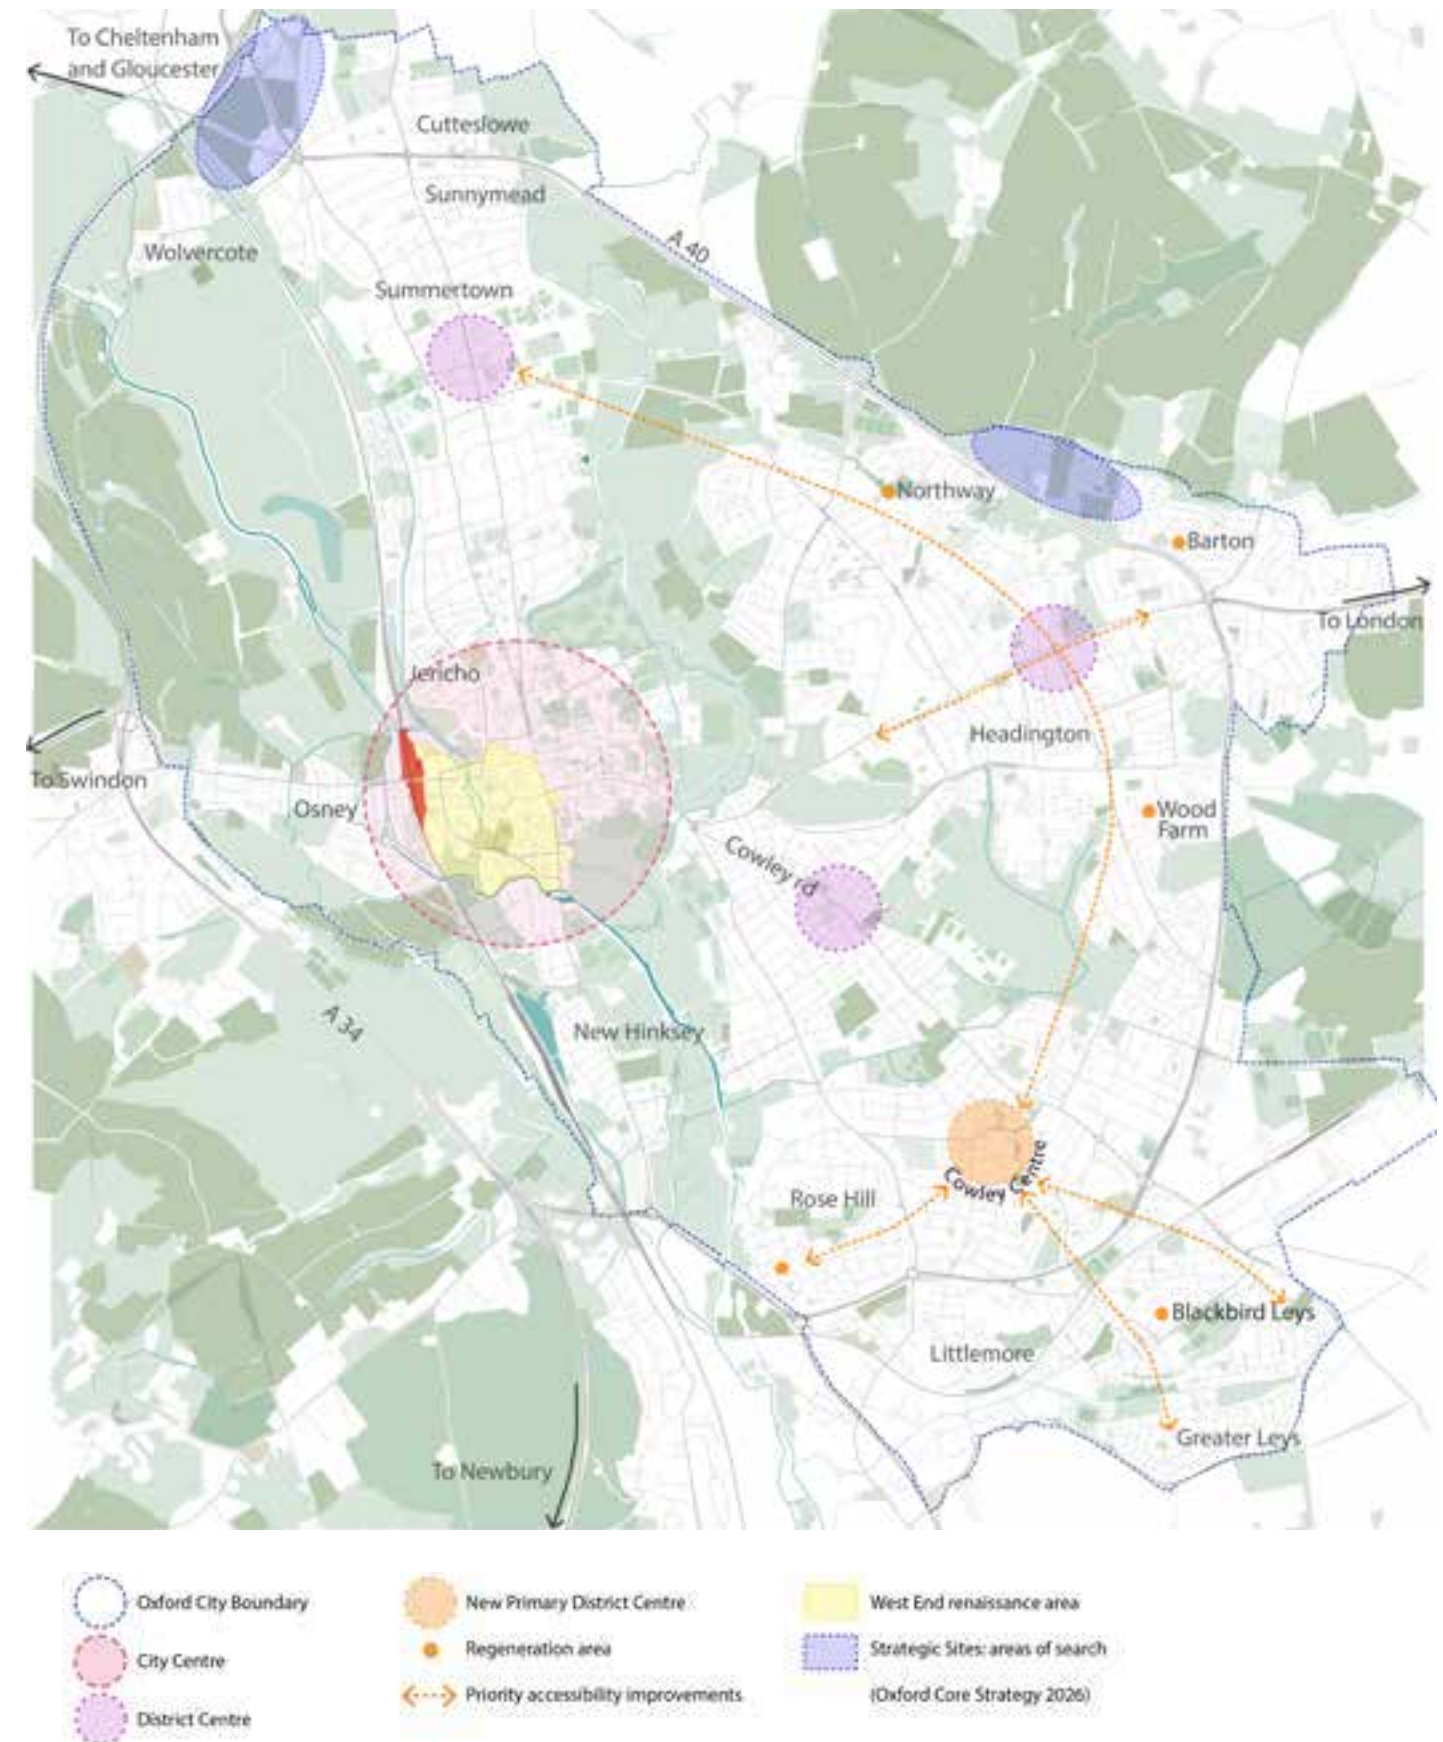 To Cheltenham
and Gloucester
Cutteslowe
Sunnymead
A 40
Wolvercote
Summertown
Northway
Barton
To London
Jericho
Headington
To Swindon
Osney
Wood
Farm
Cowley rd
A 34
New Hinksey
Cowley Centre
Rose Hill
Blackbird Leys
Littlemore
Greater Leys
To Newbury
Oxford City Boundary
City Centre
District Centre
New Primary District Centre
Regeneration area
Priority accessibility improvements
West End renaissance area
Strategic Sites: areas of search
(Oxford Core Strategy 2026)